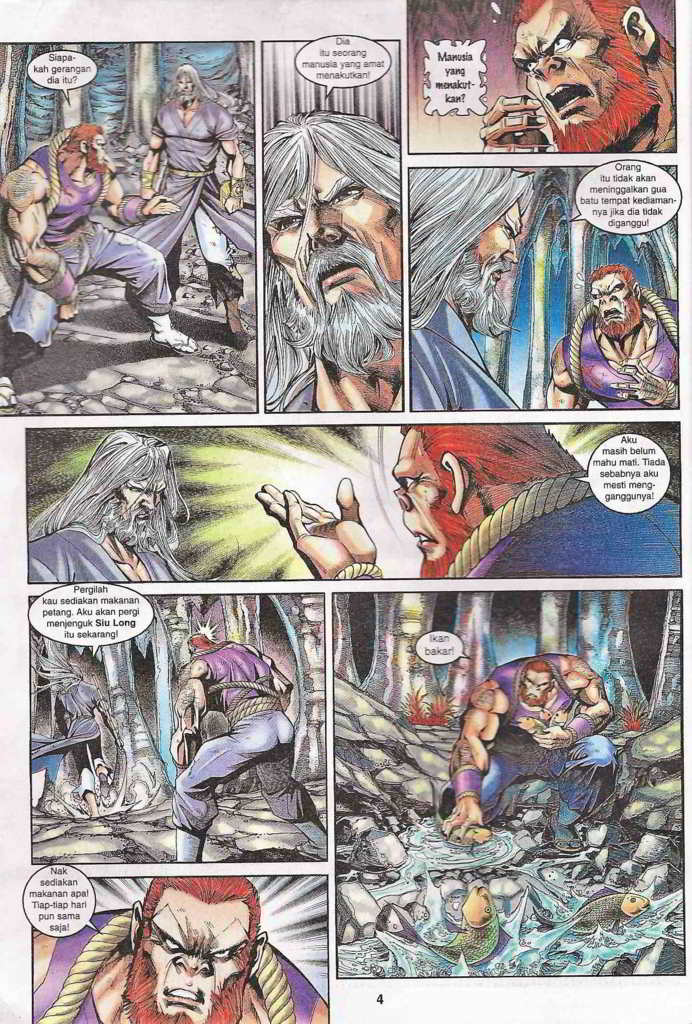 Siapa-
kah gerangan
dia itu?
Dia
itu seorang
manusia yang amat
menakutkan!
Manusia
yang
menakut-
kan?
Orang
itu tidak akan
meninggalkan gua
batu tempat kediaman-
nya jika dia tidak
diganggu!
Aku
masih belum
mahu mati. Tiada
sebabnya aku
mesti meng-
ganggunya!
Pergilah
kau sediakan makanan
petang. Aku akan pergi
menjenguk Siu Long
itu sekarang!
Ikan
bakar!
Nak
sediakan
makanan apa!
Tiap-tiap hari
pun sama
saja!
4